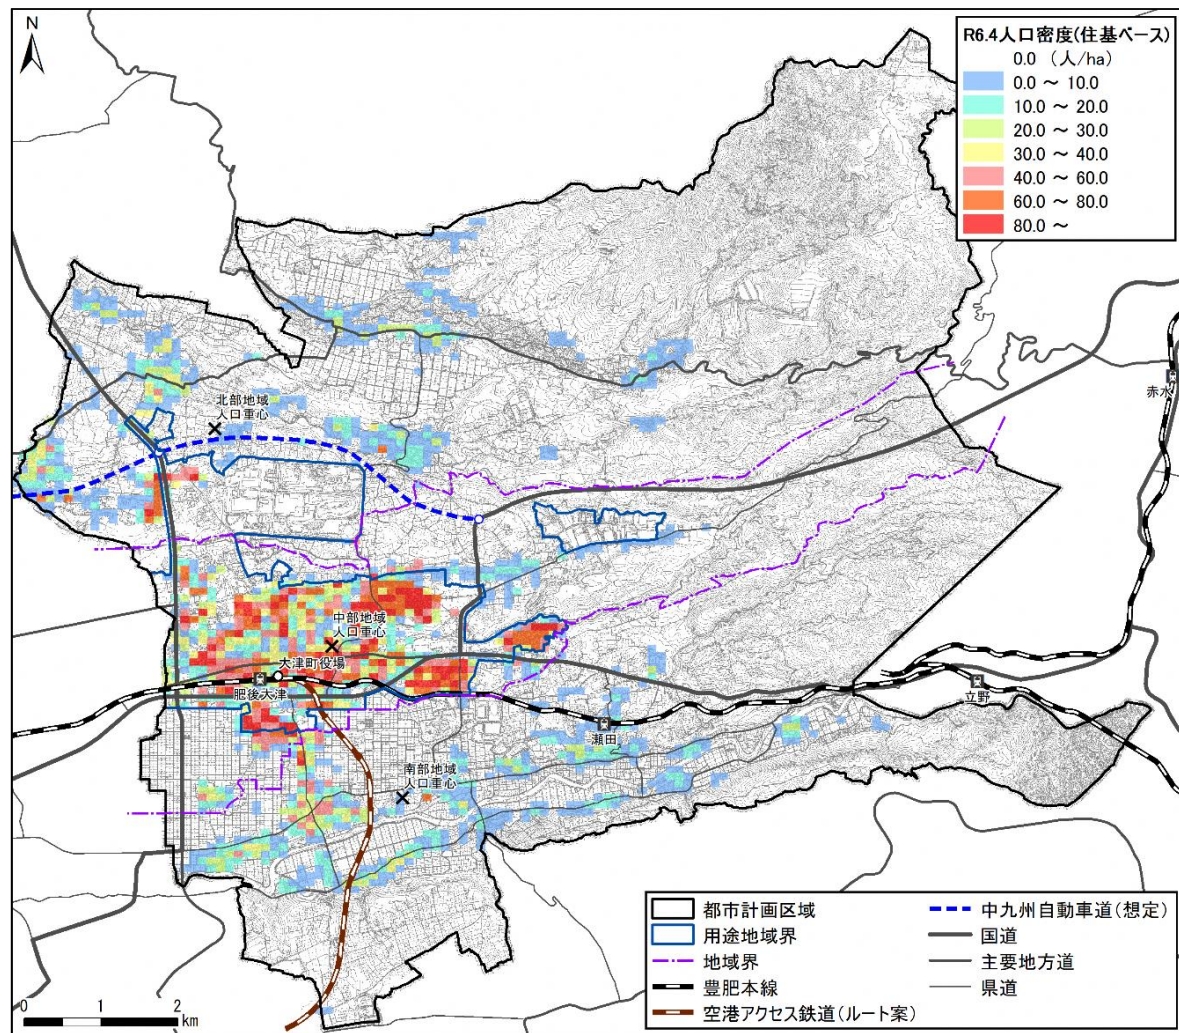 N
R6.4人口密度(住基ベース)
0.0 (人/ha)
0.0 ～ 10.0
10.0 ～ 20.0
20.0 ～ 30.0
30.0 ～ 40.0
40.0 ～ 60.0
60.0 ～ 80.0
80.0 ～
赤水
北部地域
人口重心
中部地域
人口重心
大津町役場
肥後大津
立野
瀬田
南部地域
人口重心
都市計画区域
用途地域界
地域界
豊肥本線
空港アクセス鉄道(ルート案)
中九州自動車道(想定)
国道
主要地方道
県道
0 1 2
km